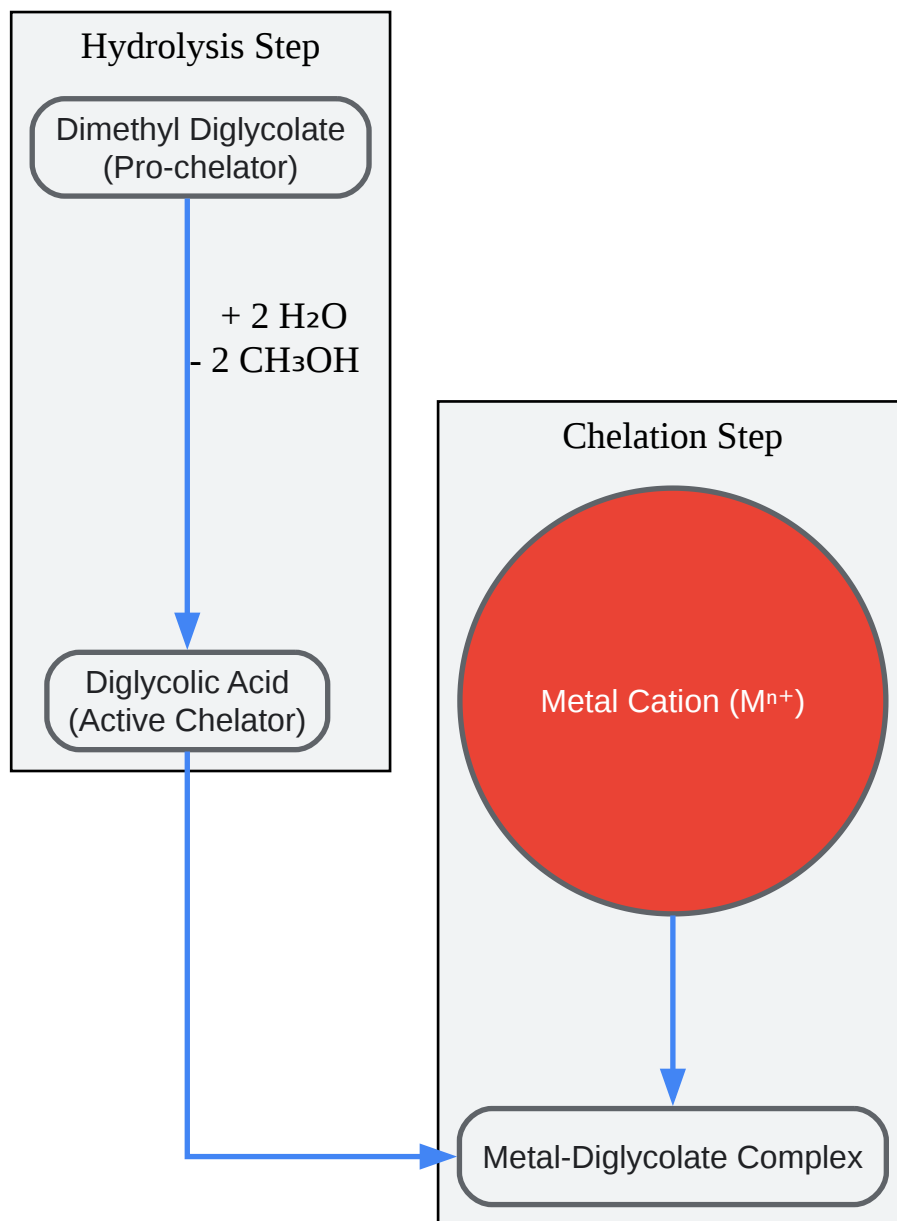 Hydrolysis Step
Dimethyl Diglycolate
(Pro-chelator)
+ 2 H₂O
- 2 CH₃OH
Diglycolic Acid
(Active Chelator)
Chelation Step
Metal Cation (Mⁿ⁺)
Metal-Diglycolate Complex